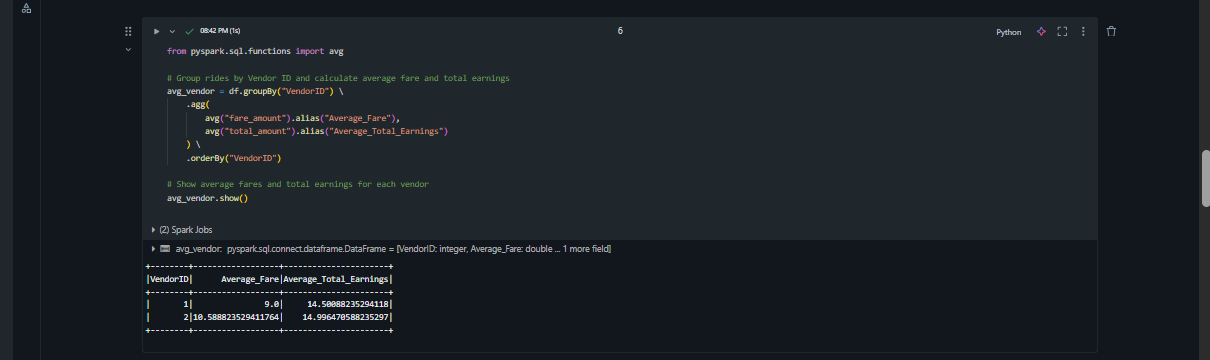 08:42 PM (1s)
6
Python
from pyspark.sql.functions import avg
# Group rides by Vendor ID and calculate average fare and total earnings
avg_vendor = df.groupBy("VendorID") \
    .agg(
        avg("fare_amount").alias("Average_Fare"),
        avg("total_amount").alias("Average_Total_Earnings")
    ) \
    .orderBy("VendorID")
# Show average fares and total earnings for each vendor
avg_vendor.show()
(2) Spark Jobs
avg_vendor: pyspark.sql.connect.dataframe.DataFrame = [VendorID: integer, Average_Fare: double ... 1 more field]
+--------+------------------+----------------------+
|VendorID|      Average_Fare|Average_Total_Earnings|
+--------+------------------+----------------------+
|       1|               9.0|     14.50088235294118|
|       2|10.588823529411764|    14.996470588235297|
+--------+------------------+----------------------+